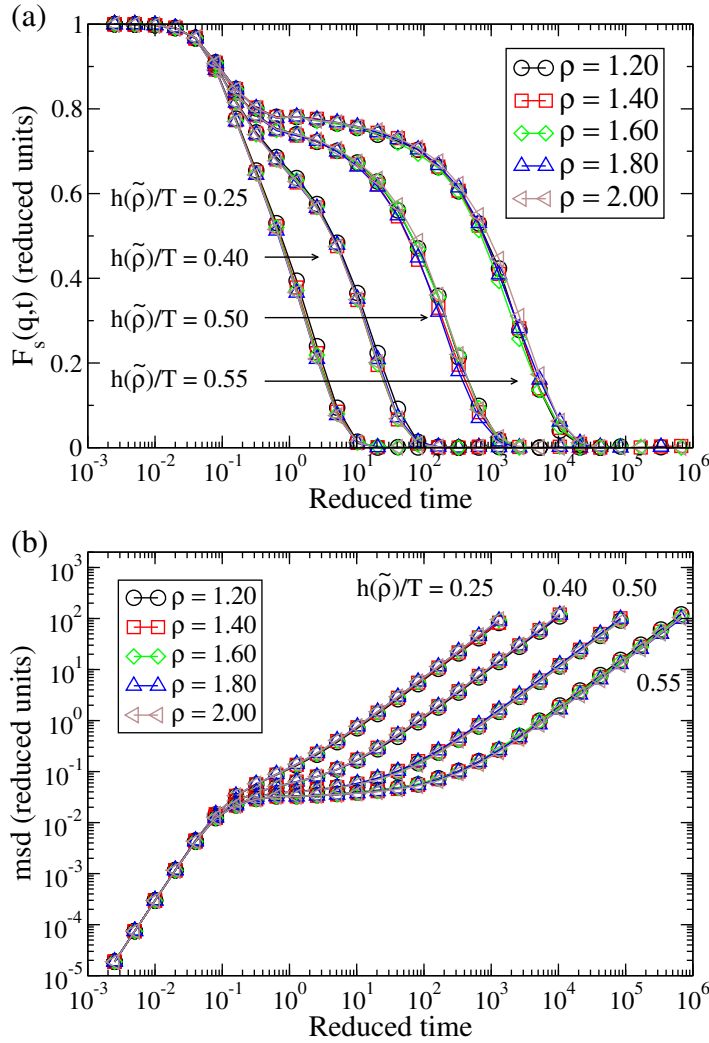 (a)
1
0.8
0.6
0.4
0.2
0
F_s(q,t) (reduced units)
ρ = 1.20
ρ = 1.40
ρ = 1.60
ρ = 1.80
ρ = 2.00
h(ρ̃)/T = 0.25
h(ρ̃)/T = 0.40
h(ρ̃)/T = 0.50
h(ρ̃)/T = 0.55
10^-3 10^-2 10^-1 10^0 10^1 10^2 10^3 10^4 10^5 10^6
Reduced time
(b)
10^3
10^2
10^1
10^0
10^-1
10^-2
10^-3
10^-4
10^-5
msd (reduced units)
ρ = 1.20
ρ = 1.40
ρ = 1.60
ρ = 1.80
ρ = 2.00
h(ρ̃)/T = 0.25 0.40 0.50
0.55
10^-3 10^-2 10^-1 10^0 10^1 10^2 10^3 10^4 10^5 10^6
Reduced time